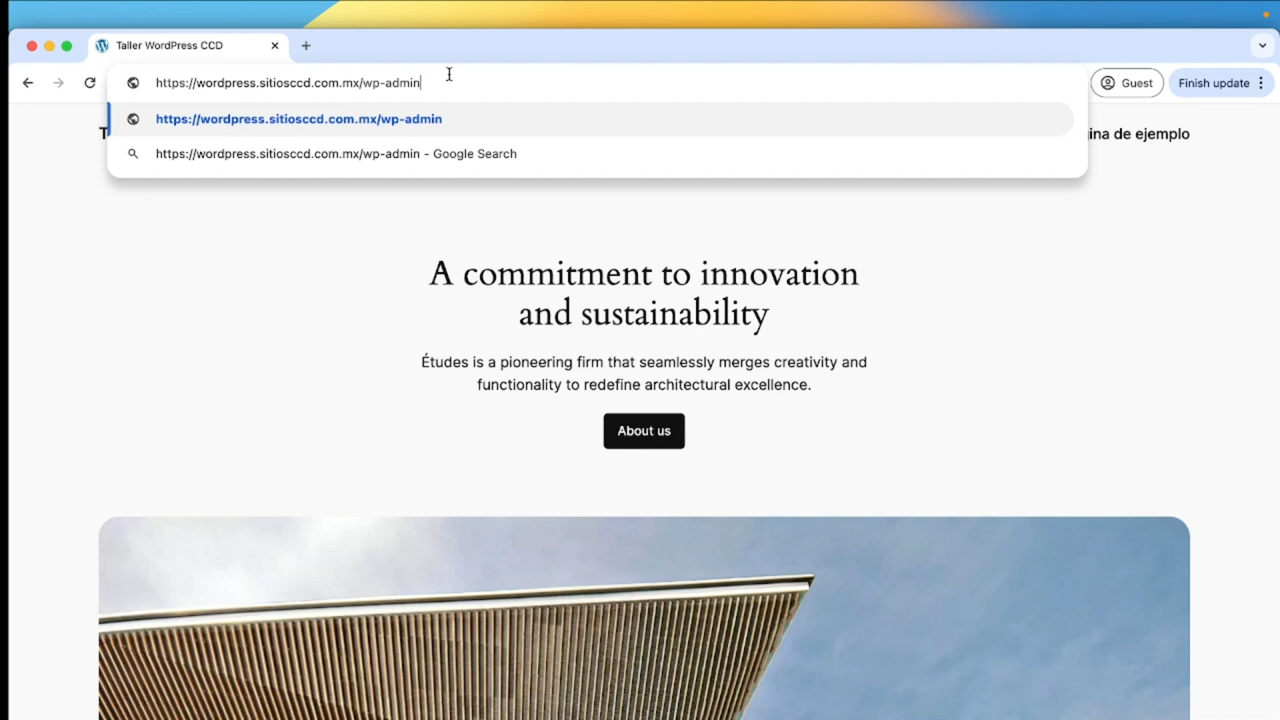 Taller WordPress CCD
https://wordpress.sitiosccd.com.mx/wp-admin
Guest
Finish update
https://wordpress.sitiosccd.com.mx/wp-admin
https://wordpress.sitiosccd.com.mx/wp-admin - Google Search
T
ina de ejemplo
A commitment to innovation
and sustainability
Études is a pioneering firm that seamlessly merges creativity and
functionality to redefine architectural excellence.
About us